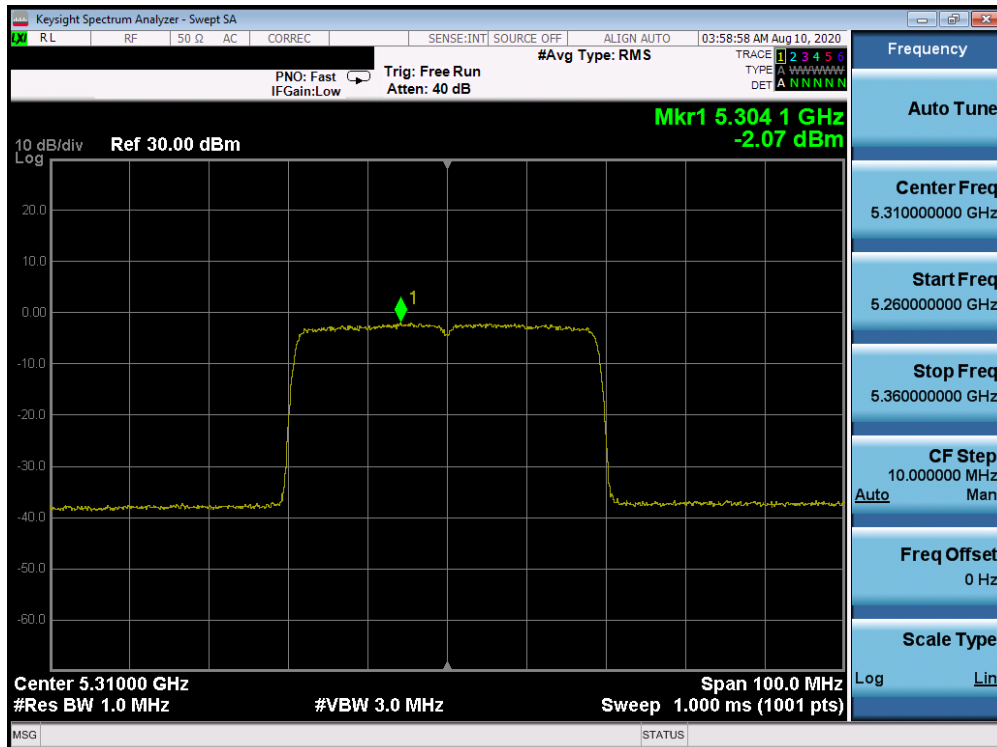 Keysight Spectrum Analyzer - Swept SA
LXI RL RF 50 Ω AC CORREC SENSE:INT SOURCE OFF ALIGN AUTO 03:58:58 AM Aug 10, 2020
#Avg Type: RMS
TRACE 1 2 3 4 5 6
PNO: Fast Trig: Free Run
TYPE A WWWWW
IFGain:Low Atten: 40 dB
DET A N N N N N
Mkr1 5.304 1 GHz
-2.07 dBm
10 dB/div Ref 30.00 dBm
Log
20.0
10.0
1
0.00
-10.0
-20.0
-30.0
-40.0
-50.0
-60.0
Center 5.31000 GHz Span 100.0 MHz
#Res BW 1.0 MHz #VBW 3.0 MHz Sweep 1.000 ms (1001 pts)
MSG STATUS
Frequency
Auto Tune
Center Freq
5.310000000 GHz
Start Freq
5.260000000 GHz
Stop Freq
5.360000000 GHz
CF Step
10.000000 MHz
Auto Man
Freq Offset
0 Hz
Scale Type
Log Lin